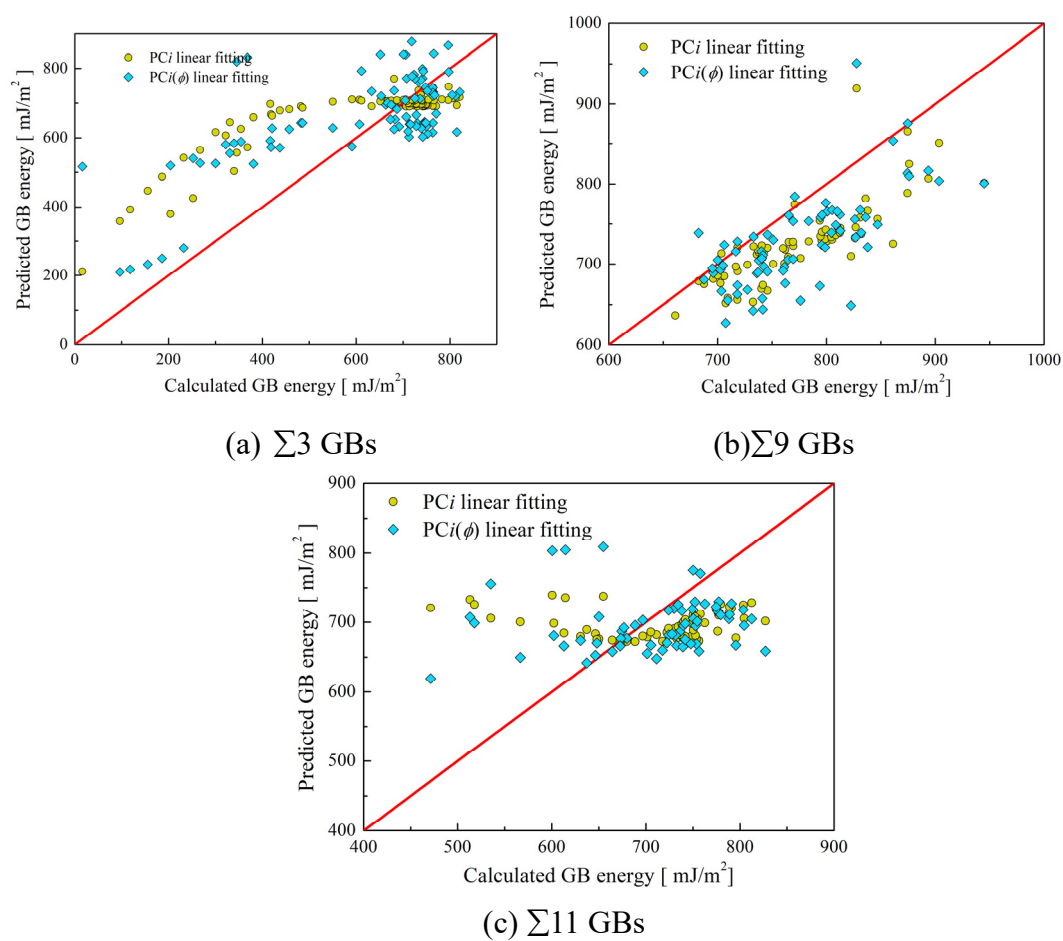 PCi linear fitting
PCi(ϕ) linear fitting
Predicted GB energy [ mJ/m²]
800
600
400
200
0
0 200 400 600 800
Calculated GB energy [ mJ/m²]
(a) ∑3 GBs
PCi linear fitting
PCi(ϕ) linear fitting
Predicted GB energy [ mJ/m²]
1000
900
800
700
600
600 700 800 900 1000
Calculated GB energy [ mJ/m²]
(b)∑9 GBs
PCi linear fitting
PCi(ϕ) linear fitting
Predicted GB energy [ mJ/m²]
900
800
700
600
500
400
400 500 600 700 800 900
Calculated GB energy [ mJ/m²]
(c) ∑11 GBs